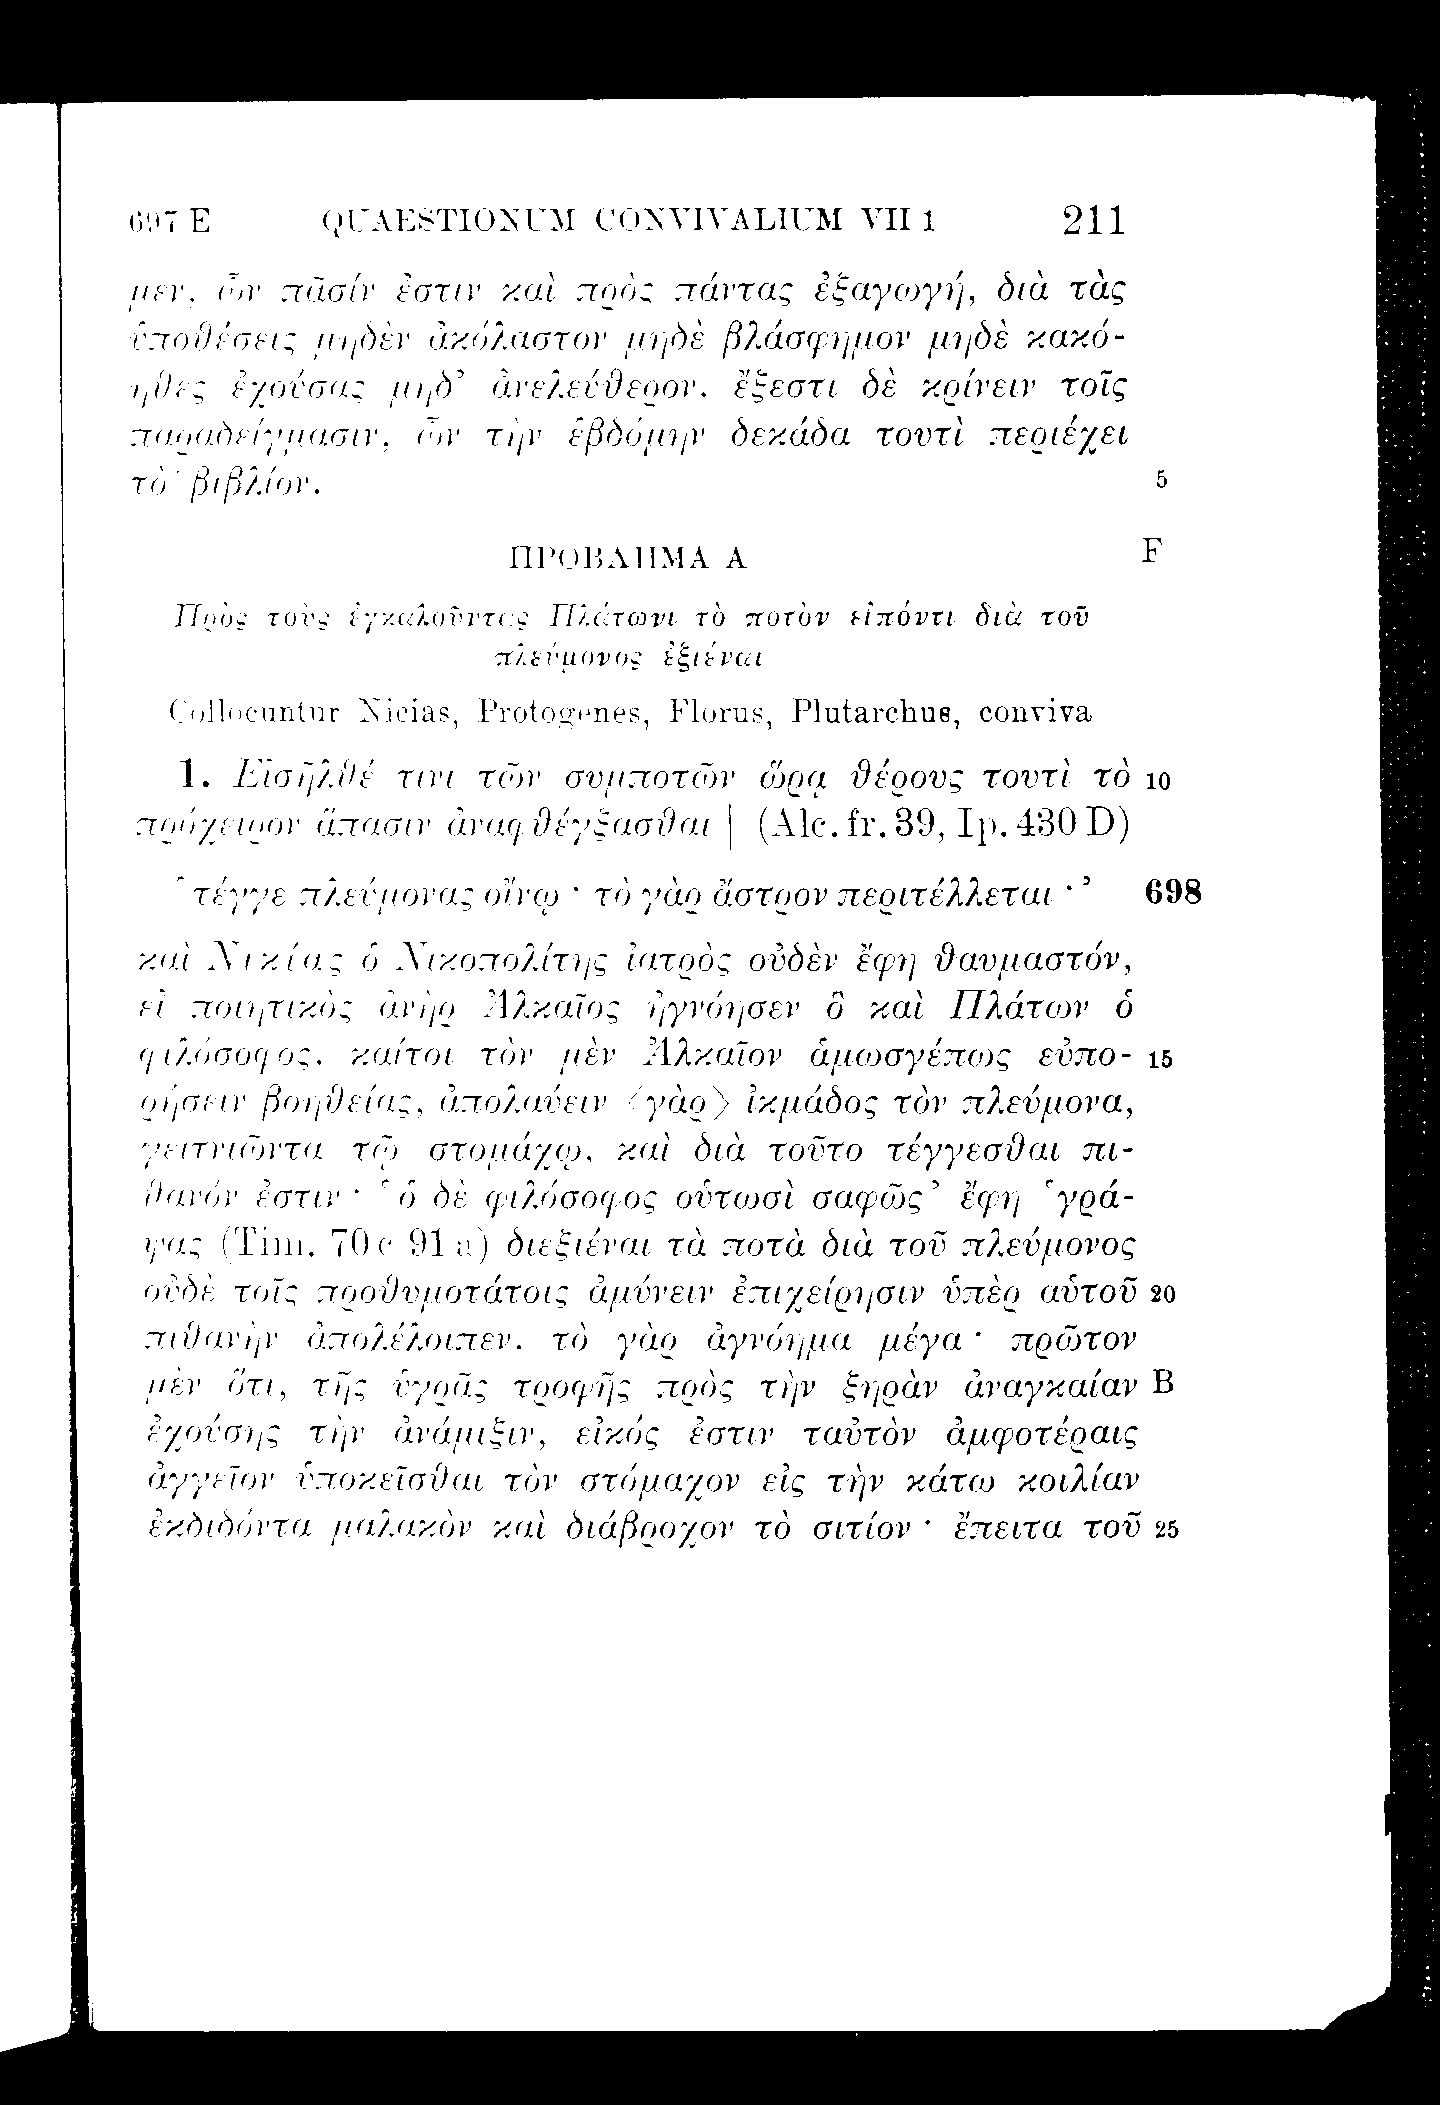 697 E QUAESTIONUM CONVIVALIUM VII 1 211
μεν, ὧν πᾶσίν ἐστιν καὶ πρὸς πάντας ἐξαγωγή, διὰ τὰς
ὑποθέσεις μηδὲν ἀκόλαστον μηδὲ βλάσφημον μηδὲ κακό-
ηθες ἐχούσας μηδ’ ἀνελεύθερον. ἔξεστι δὲ κρίνειν τοῖς
παραδείγμασιν, ὧν τὴν ἑβδόμην δεκάδα τουτὶ περιέχει
τὸ βιβλίον. 5
ΠΡΟΒΛΗΜΑ Α F
Πρὸς τοὺς ἐγκαλοῦντας Πλάτωνι τὸ ποτὸν εἰπόντι διὰ τοῦ
πλεύμονος ἐξιέναι
Collocuntur Nicias, Protogenes, Florus, Plutarchus, conviva
1. Εἰσῆλθέ τινι τῶν συμποτῶν ὥρᾳ θέρους τουτὶ τὸ 10
πρόχειρον ἅπασιν ἀναφθέγξασθαι | (Alc. fr. 39, I p. 430 D)
‘τέγγε πλεύμονας οἴνῳ · τὸ γὰρ ἄστρον περιτέλλεται ·’ 698
καὶ Νικίας ὁ Νικοπολίτης ἰατρὸς οὐδὲν ἔφη θαυμαστόν,
εἰ ποιητικὸς ἀνὴρ Ἀλκαῖος ἠγνόησεν ὃ καὶ Πλάτων ὁ
φιλόσοφος. καίτοι τὸν μὲν Ἀλκαῖον ἁμωσγέπως εὐπο- 15
ρήσειν βοηθείας, ἀπολαύειν 〈γὰρ〉 ἰκμάδος τὸν πλεύμονα,
γειτνιῶντα τῷ στομάχῳ, καὶ διὰ τοῦτο τέγγεσθαι πι-
θανόν ἐστιν · ‘ὁ δὲ φιλόσοφος οὑτωσὶ σαφῶς’ ἔφη ‘γρά-
ψας (Tim. 70 c 91 a) διεξιέναι τὰ ποτὰ διὰ τοῦ πλεύμονος
οὐδὲ τοῖς προθυμοτάτοις ἀμύνειν ἐπιχείρησιν ὑπὲρ αὑτοῦ 20
πιθανὴν ἀπολέλοιπεν. τὸ γὰρ ἀγνόημα μέγα · πρῶτον
μὲν ὅτι, τῆς ὑγρᾶς τροφῆς πρὸς τὴν ξηρὰν ἀναγκαίαν B
ἐχούσης τὴν ἀνάμιξιν, εἰκός ἐστιν ταὐτὸν ἀμφοτέραις
ἀγγεῖον ὑποκεῖσθαι τὸν στόμαχον εἰς τὴν κάτω κοιλίαν
ἐκδιδόντα μαλακὸν καὶ διάβροχον τὸ σιτίον · ἔπειτα τοῦ 25